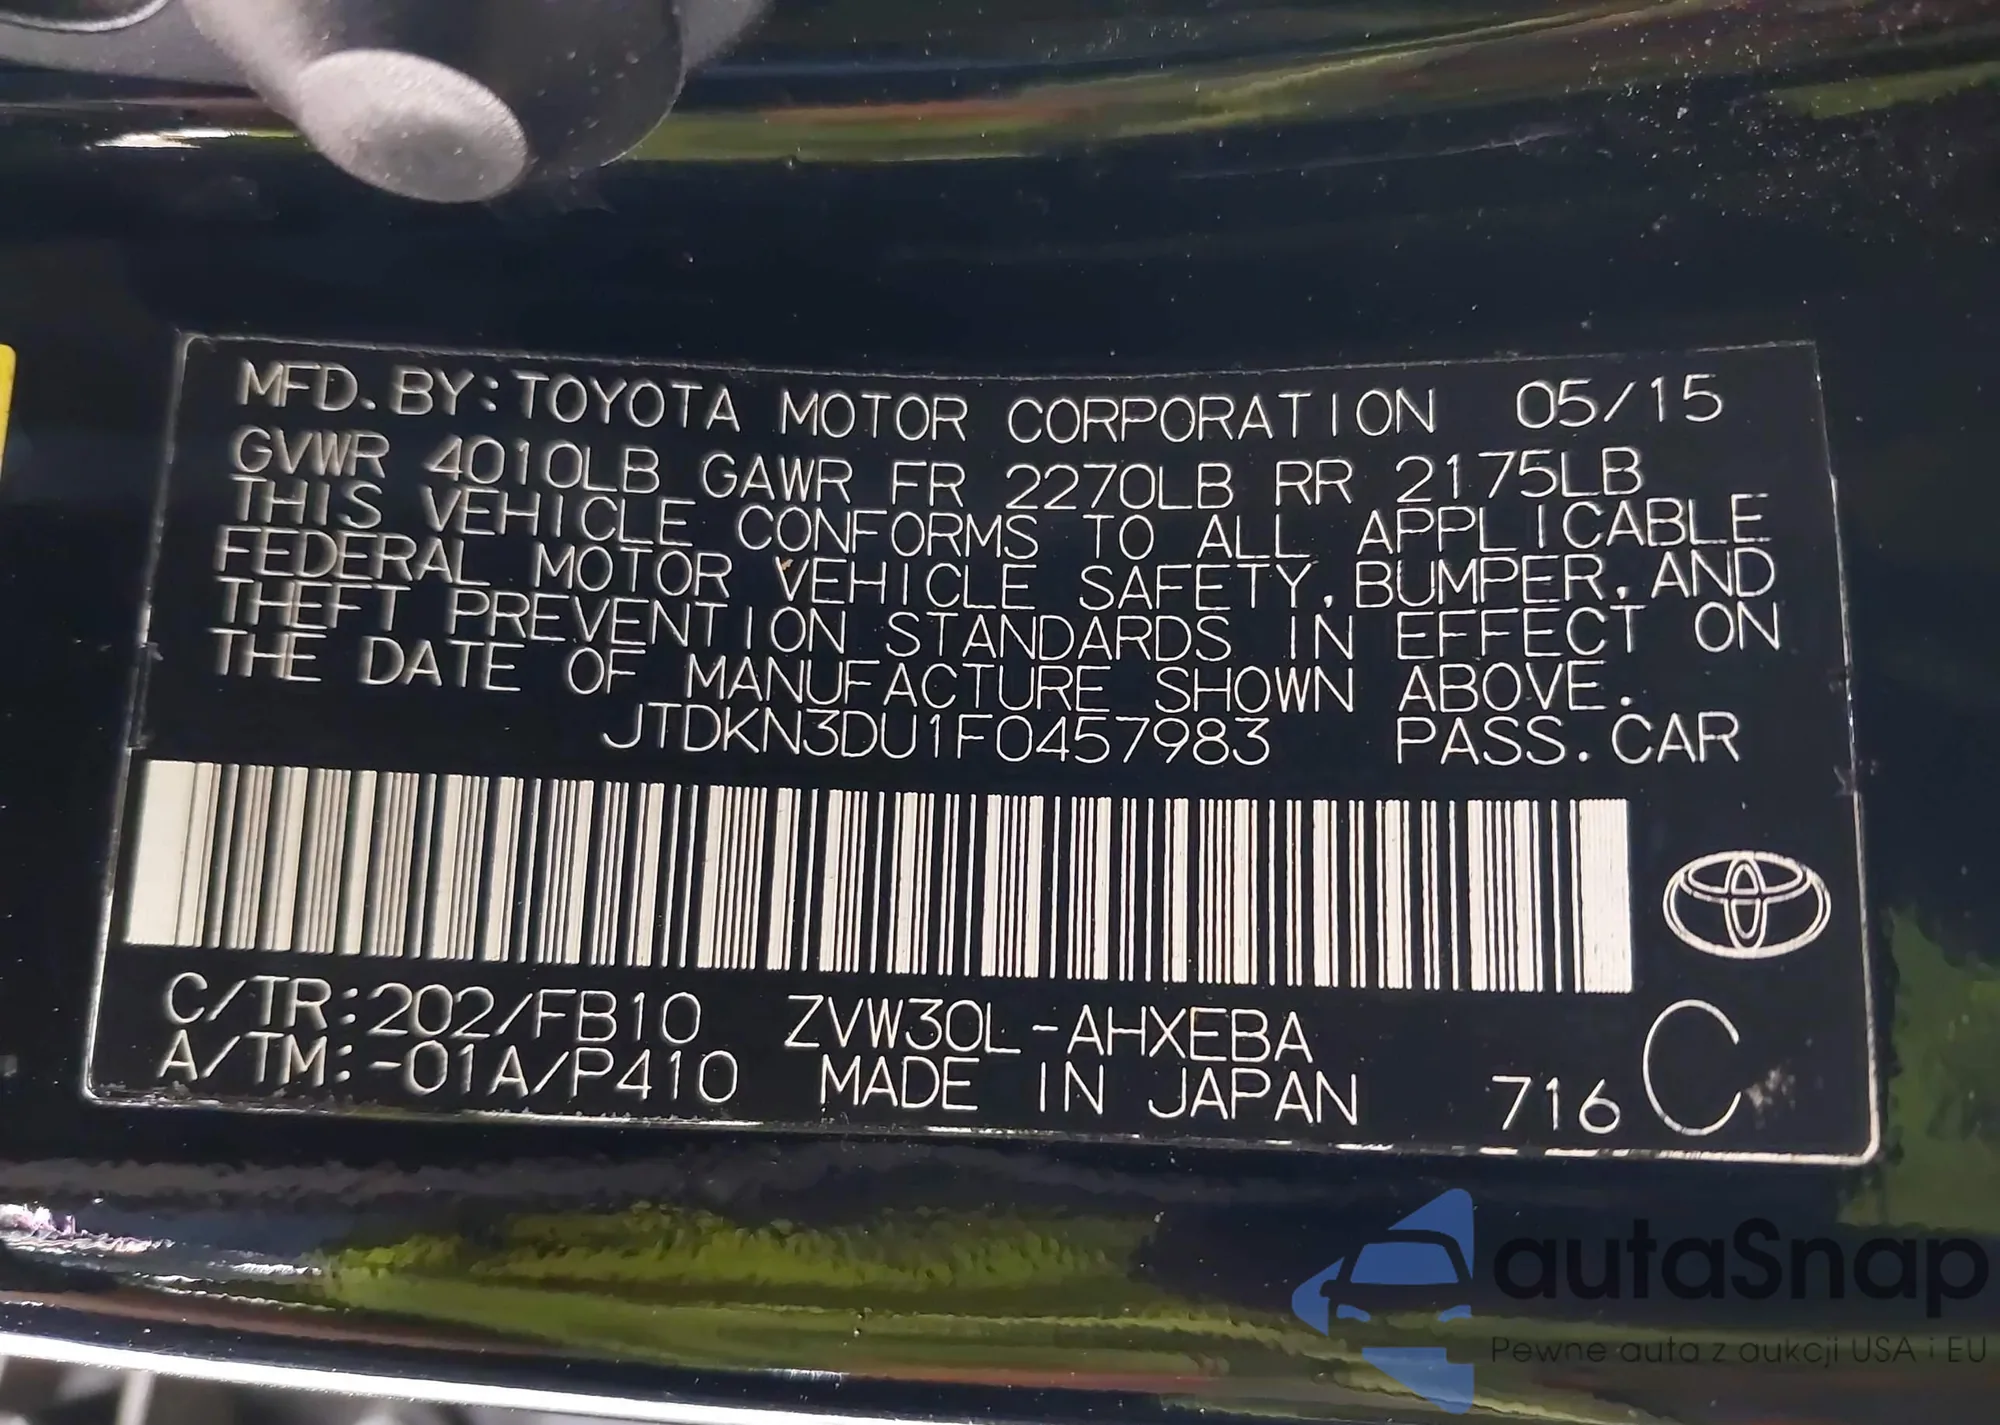 MFD. BY: TOYOTA MOTOR CORPORATION 05/15
GVWR 4010LB GAWR FR 2270LB RR 2175LB
THIS VEHICLE CONFORMS TO ALL APPLICABLE
FEDERAL MOTOR VEHICLE SAFETY, BUMPER, AND
THEFT PREVENTION STANDARDS IN EFFECT ON
THE DATE OF MANUFACTURE SHOWN ABOVE.
JTDKN3DU1F0457983 PASS. CAR
C/TR:202/FB10 ZVW30L-AHXEBA
A/TM:-01A/P410 MADE IN JAPAN 716 C
autaSnap
Pewne auta z aukcji USA i EU